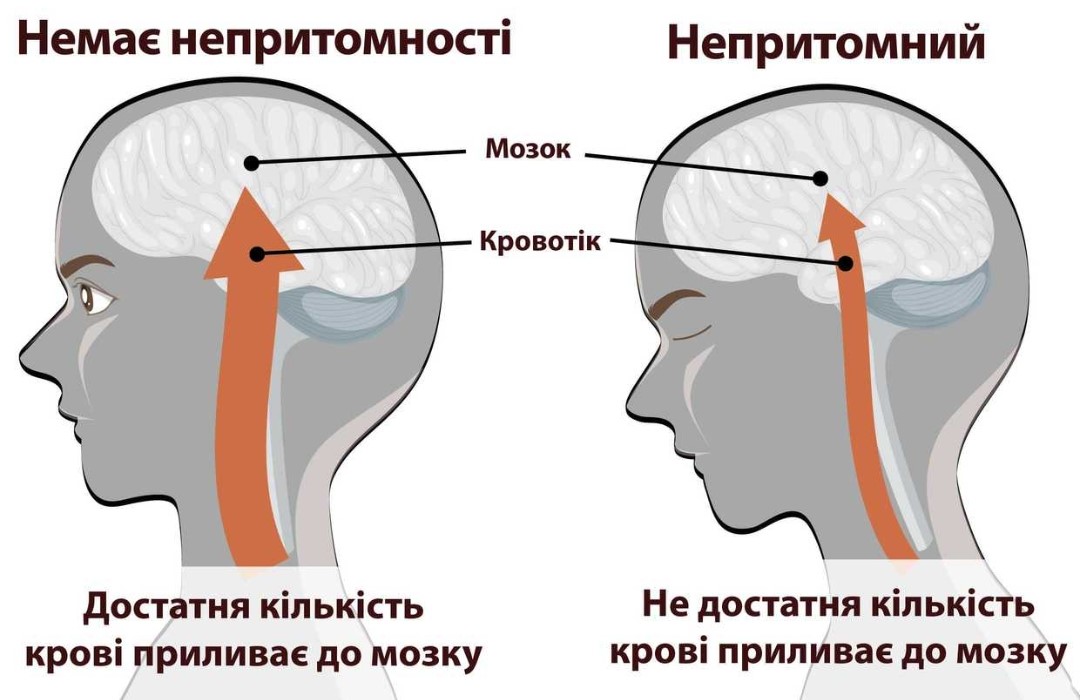 Немає непритомності
Непритомний
Мозок
Кровотік
Достатня кількість
крові приливає до мозку
Не достатня кількість
крові приливає до мозку